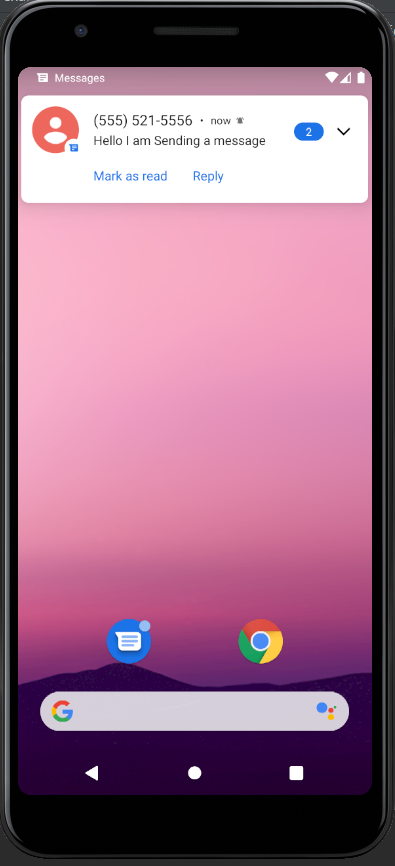 Messages
(555) 521-5556 · now
Hello I am Sending a message
2
Mark as read Reply